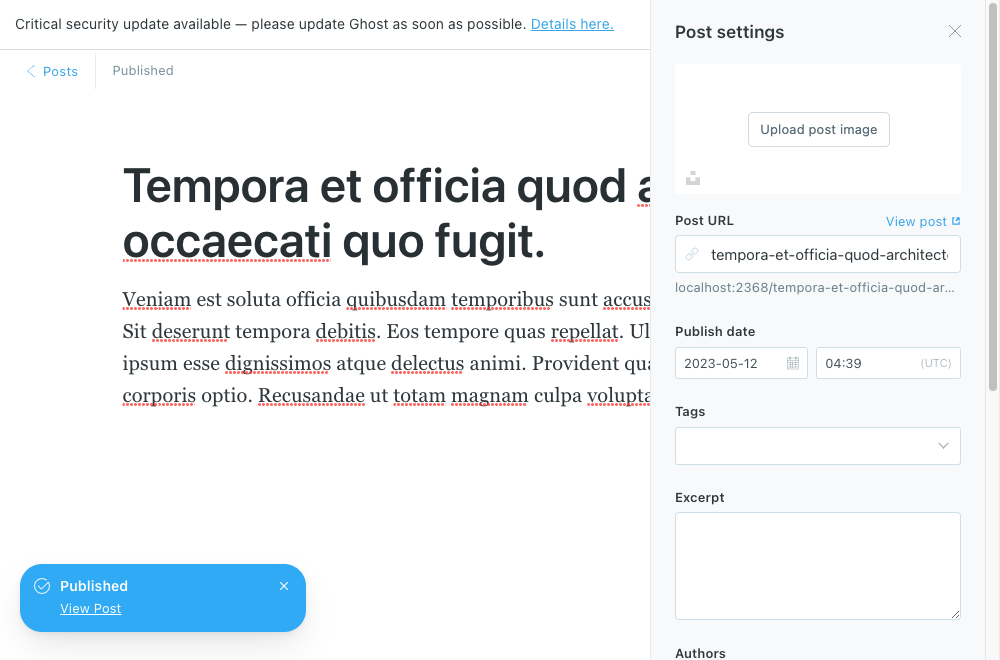 Critical security update available — please update Ghost as soon as possible. Details here.
Posts
Published
Tempora et officia quod
occaecati quo fugit.
Veniam est soluta officia quibusdam temporibus sunt
Sit deserunt tempora debitis. Eos tempore quas repellat.
ipsum esse dignissimos atque delectus animi. Provident
corporis optio. Recusandae ut totam magnam culpa
Published
View Post
Post settings
Upload post image
Post URL
View post
tempora-et-officia-quod-architect
localhost:2368/tempora-et-officia-quod-ar...
Publish date
2023-05-12
04:39
(UTC)
Tags
Excerpt
Authors